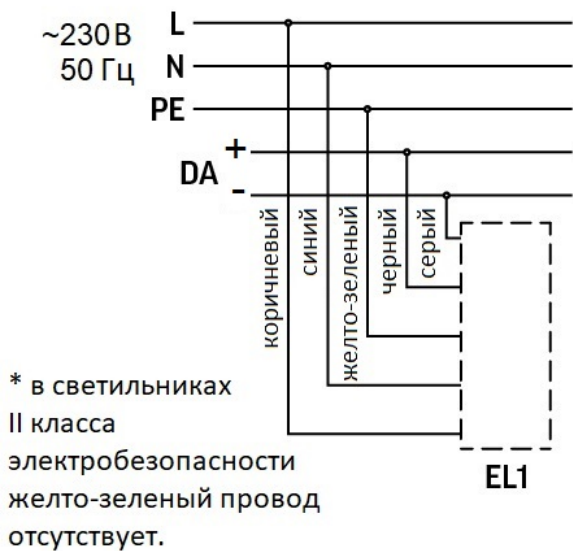 L
~230В
50 Гц
N
PE
+
DA
-
коричневый
синий
желто-зеленый
черный
серый
EL1
* в светильниках
II класса
электробезопасности
желто-зеленый провод
отсутствует.